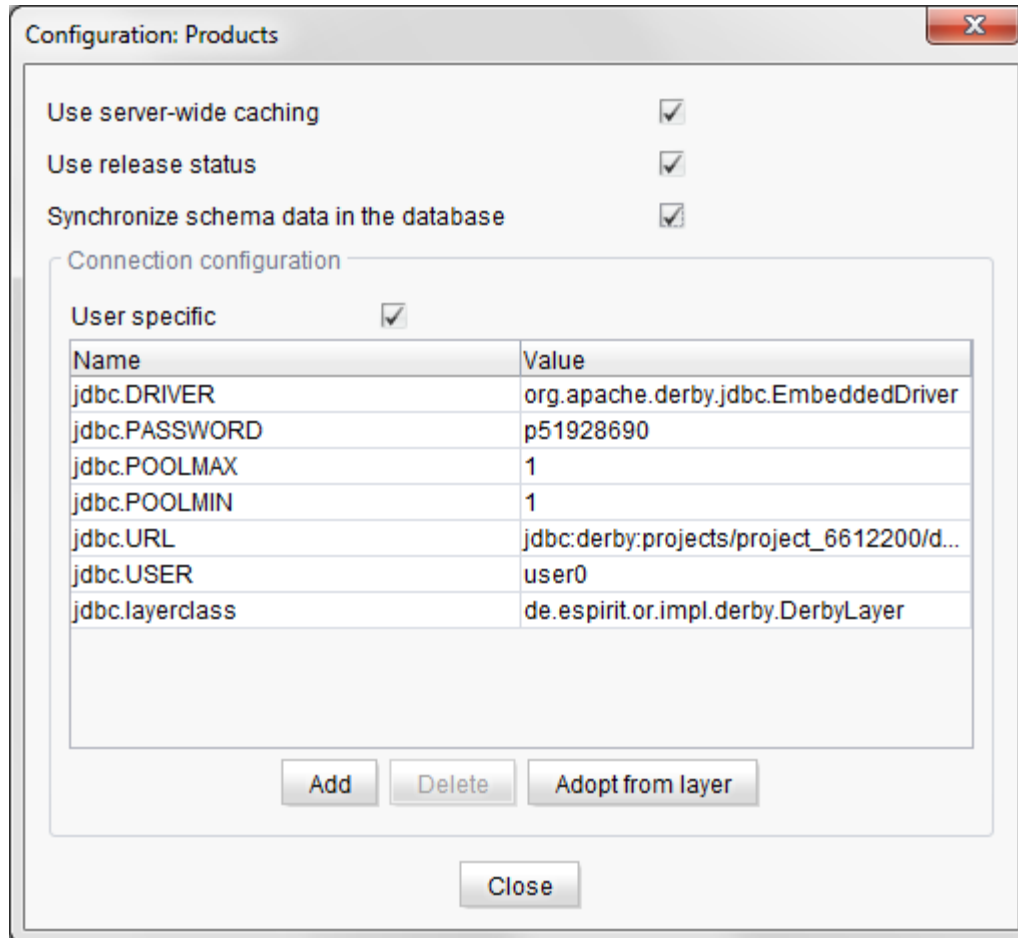 Configuration: Products
Use server-wide caching
Use release status
Synchronize schema data in the database
Connection configuration
User specific
Name Value
jdbc.DRIVER org.apache.derby.jdbc.EmbeddedDriver
jdbc.PASSWORD p51928690
jdbc.POOLMAX 1
jdbc.POOLMIN 1
jdbc.URL jdbc:derby:projects/project_6612200/d...
jdbc.USER user0
jdbc.layerclass de.espirit.or.impl.derby.DerbyLayer
Add Delete Adopt from layer
Close